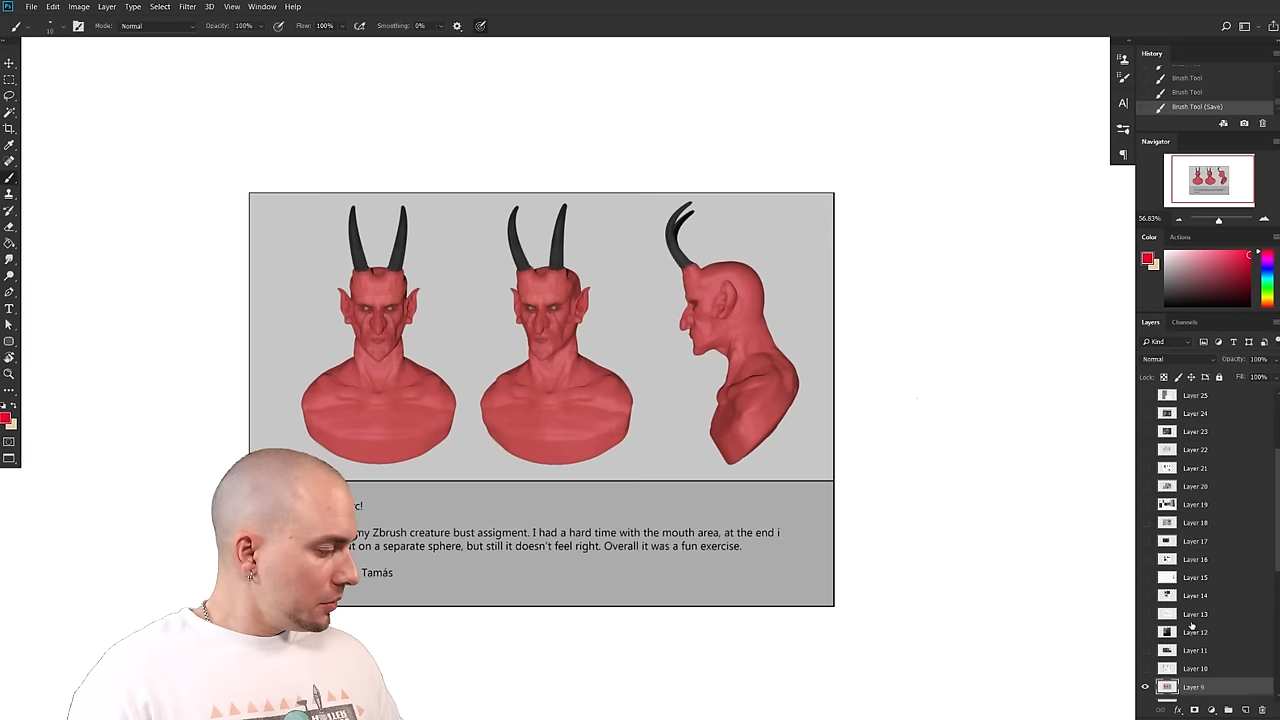 File Edit Image Layer Type Select Filter 3D View Window Help
10 Mode: Normal Opacity: 100% Flow: 100% Smoothing: 0%
History
Brush Tool
Brush Tool
Brush Tool (Save)
Navigator
56.83%
Color Actions
Layers Channels
Kind
Normal Opacity: 100%
Lock: Fill: 100%
Layer 25
Layer 24
Layer 23
Layer 22
Layer 21
Layer 20
Layer 19
Layer 18
Layer 17
Layer 16
Layer 15
Layer 14
Layer 13
Layer 12
Layer 11
Layer 10
Layer 9
my Zbrush creature bust assigment. I had a hard time with the mouth area, at the end i
on a separate sphere, but still it doesn't feel right. Overall it was a fun exercise.
Tamás